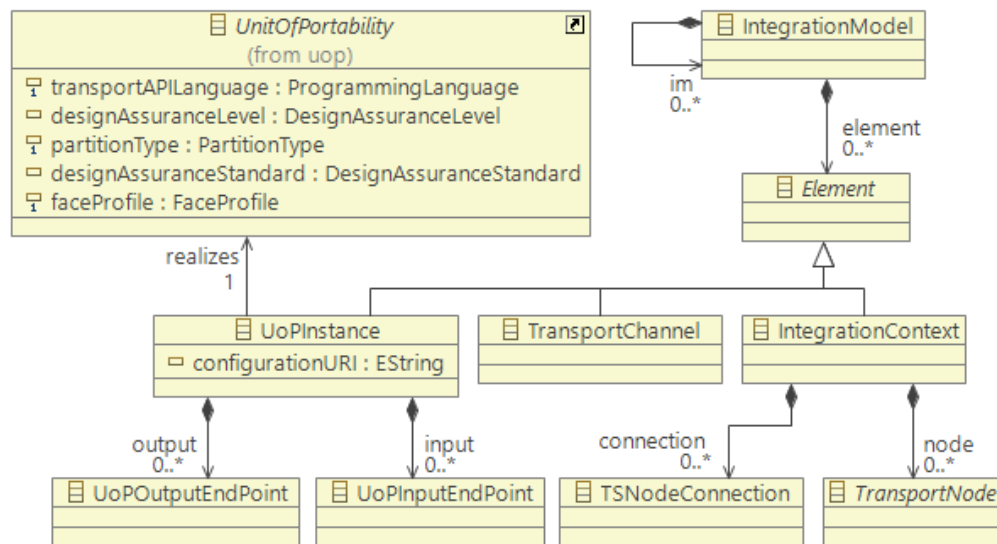 UnitOfPortability
(from uop)
transportAPILanguage : ProgrammingLanguage
designAssuranceLevel : DesignAssuranceLevel
partitionType : PartitionType
designAssuranceStandard : DesignAssuranceStandard
faceProfile : FaceProfile
IntegrationModel
im
0..*
element
0..*
Element
realizes
1
UoPInstance
configurationURI : EString
TransportChannel
IntegrationContext
output
0..*
input
0..*
connection
0..*
node
0..*
UoPOutputEndPoint
UoPInputEndPoint
TSNodeConnection
TransportNode